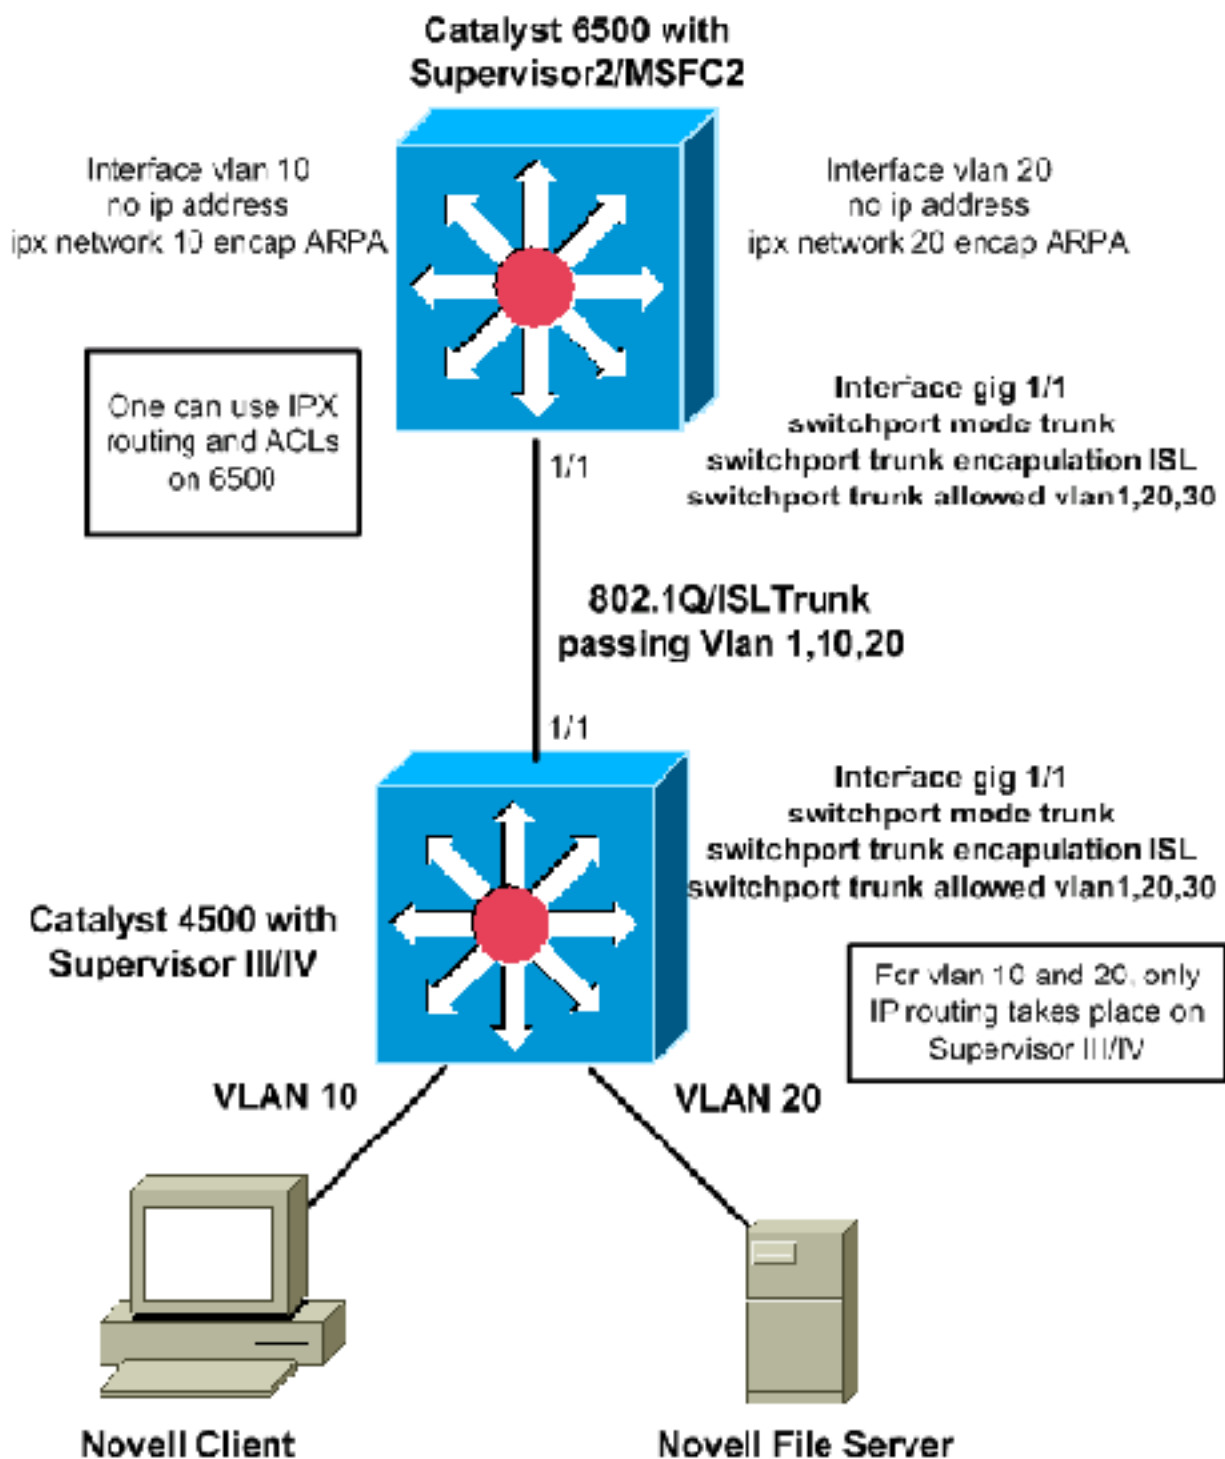 Catalyst 6500 with
Supervisor2/MSFC2
Interface vlan 10
no ip address
ipx network 10 encap ARPA
Interface vlan 20
no ip address
ipx network 20 encap ARPA
One can use IPX
routing and ACLs
on 6500
Interface gig 1/1
switchport mode trunk
switchport trunk encapulation ISL
switchport trunk allowed vlan1,20,30
1/1
802.1Q/ISLTrunk
passing Vlan 1,10,20
1/1
Interface gig 1/1
switchport mode trunk
switchport trunk encapulation ISL
switchport trunk allowed vlan1,20,30
Catalyst 4500 with
Supervisor III/IV
For vlan 10 and 20, only
IP routing takes place on
Supervisor III/IV
VLAN 10
VLAN 20
Novell Client
Novell File Server